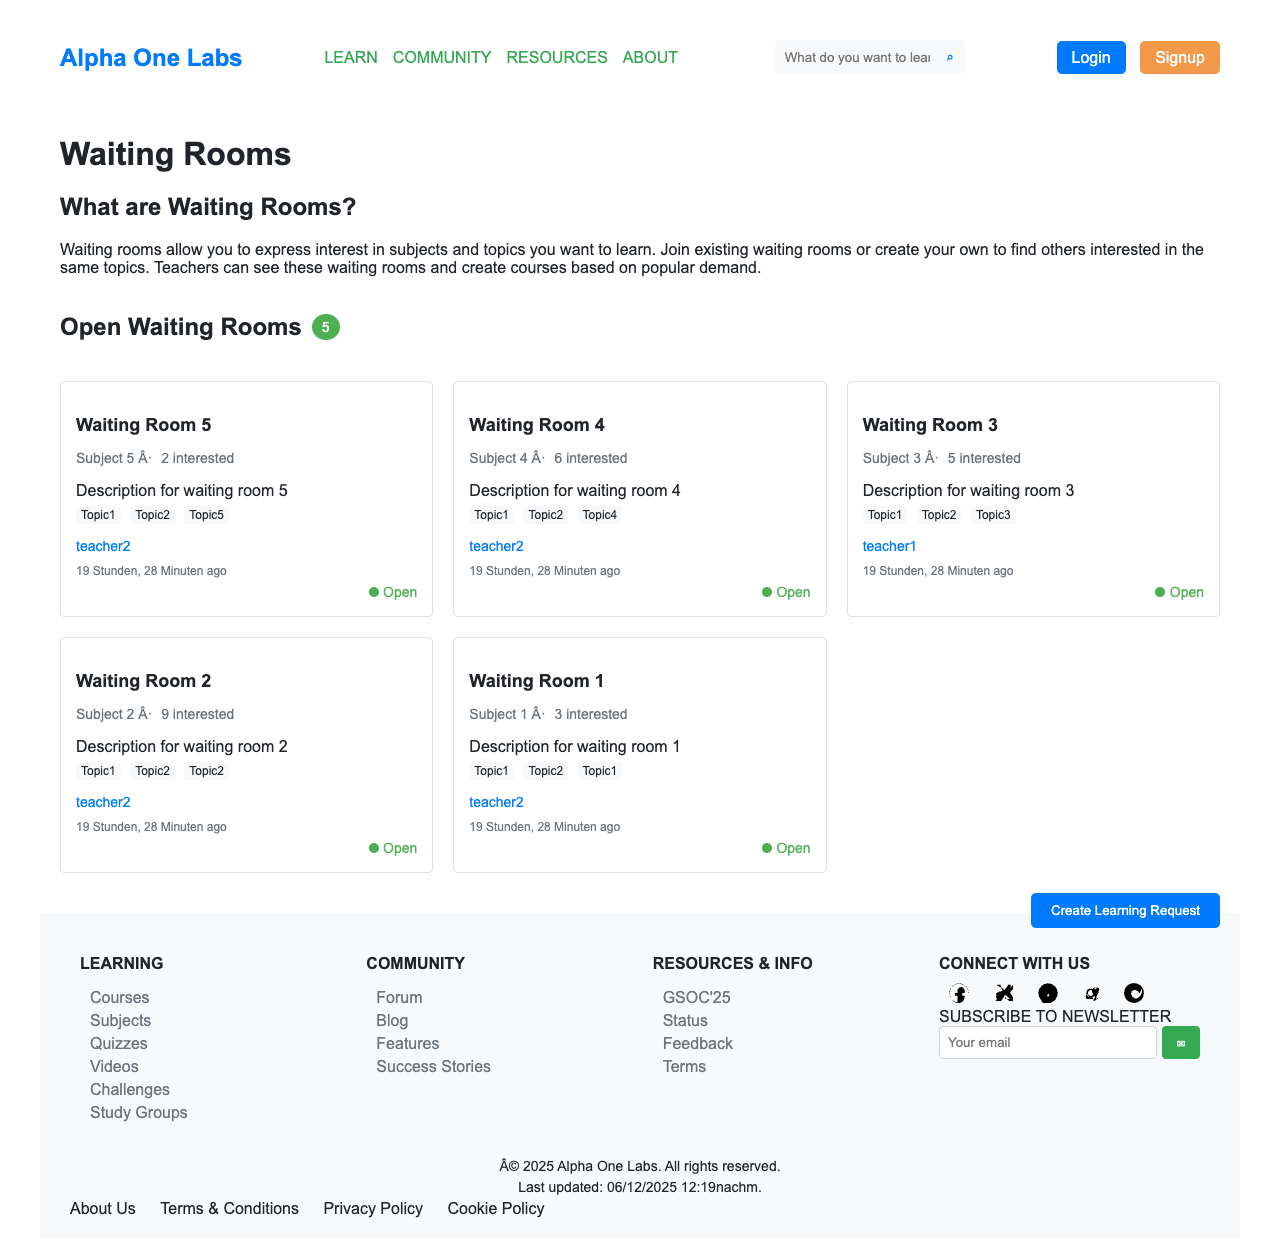 Alpha One Labs
LEARN COMMUNITY RESOURCES ABOUT
What do you want to lear
Login
Signup
Waiting Rooms
What are Waiting Rooms?
Waiting rooms allow you to express interest in subjects and topics you want to learn. Join existing waiting rooms or create your own to find others interested in the
same topics. Teachers can see these waiting rooms and create courses based on popular demand.
Open Waiting Rooms 5
Waiting Room 5
Subject 5 Â· 2 interested
Description for waiting room 5
Topic1 Topic2 Topic5
teacher2
19 Stunden, 28 Minuten ago
Open
Waiting Room 4
Subject 4 Â· 6 interested
Description for waiting room 4
Topic1 Topic2 Topic4
teacher2
19 Stunden, 28 Minuten ago
Open
Waiting Room 3
Subject 3 Â· 5 interested
Description for waiting room 3
Topic1 Topic2 Topic3
teacher1
19 Stunden, 28 Minuten ago
Open
Waiting Room 2
Subject 2 Â· 9 interested
Description for waiting room 2
Topic1 Topic2 Topic2
teacher2
19 Stunden, 28 Minuten ago
Open
Waiting Room 1
Subject 1 Â· 3 interested
Description for waiting room 1
Topic1 Topic2 Topic1
teacher2
19 Stunden, 28 Minuten ago
Open
Create Learning Request
LEARNING
Courses
Subjects
Quizzes
Videos
Challenges
Study Groups
COMMUNITY
Forum
Blog
Features
Success Stories
RESOURCES & INFO
GSOC'25
Status
Feedback
Terms
CONNECT WITH US
SUBSCRIBE TO NEWSLETTER
Your email
Â© 2025 Alpha One Labs. All rights reserved.
Last updated: 06/12/2025 12:19nachm.
About Us Terms & Conditions Privacy Policy Cookie Policy